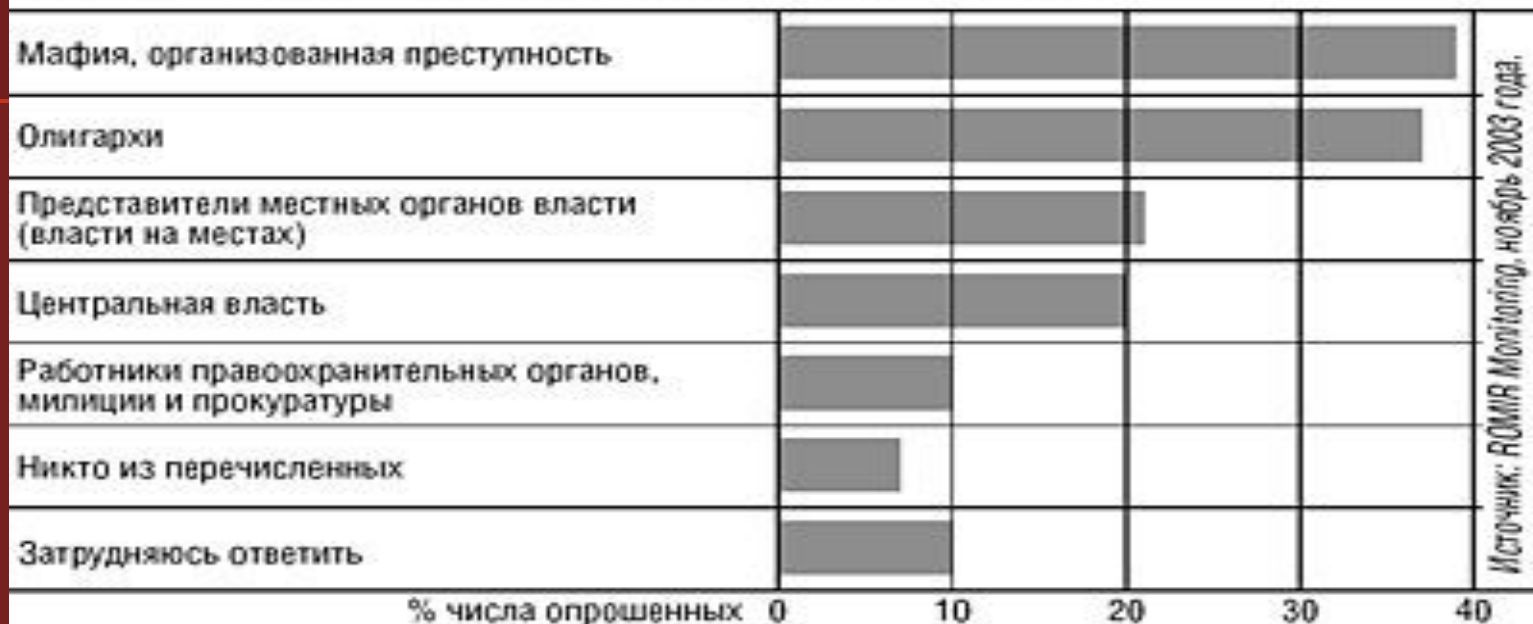 Мафия, организованная преступность
Олигархи
Представители местных органов власти
(власти на местах)
Центральная власть
Работники правоохранительных органов,
милиции и прокуратуры
Никто из перечисленных
Затрудняюсь ответить
% числа опрошенных 0 10 20 30 40
Источник: ROMIR Monitoring, ноябрь 2003 года.